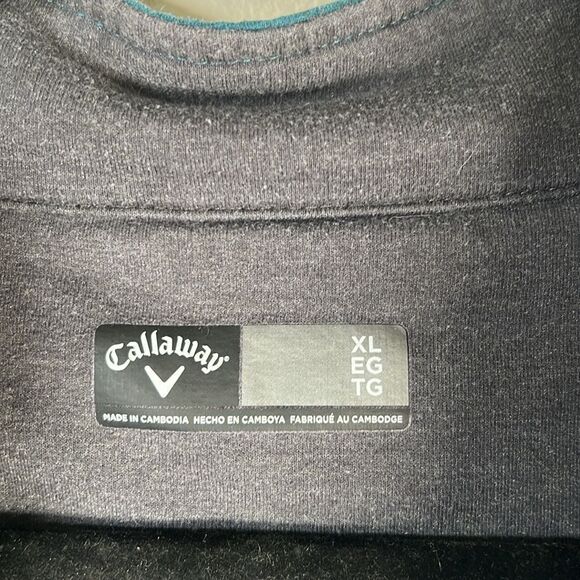 Callaway
XL
EG
TG
MADE IN CAMBODIA HECHO EN CAMBOYA FABRIQUÉ AU CAMBODGE